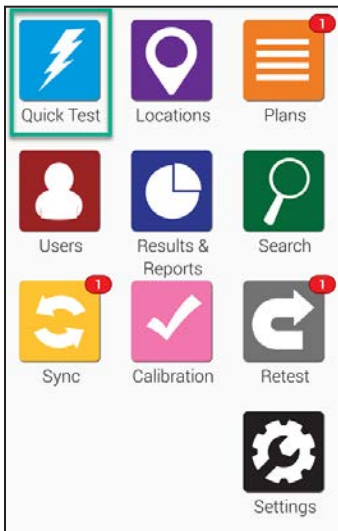 1
Quick Test
Locations
Plans
Users
Results &
Reports
Search
1
1
Sync
Calibration
Retest
Settings